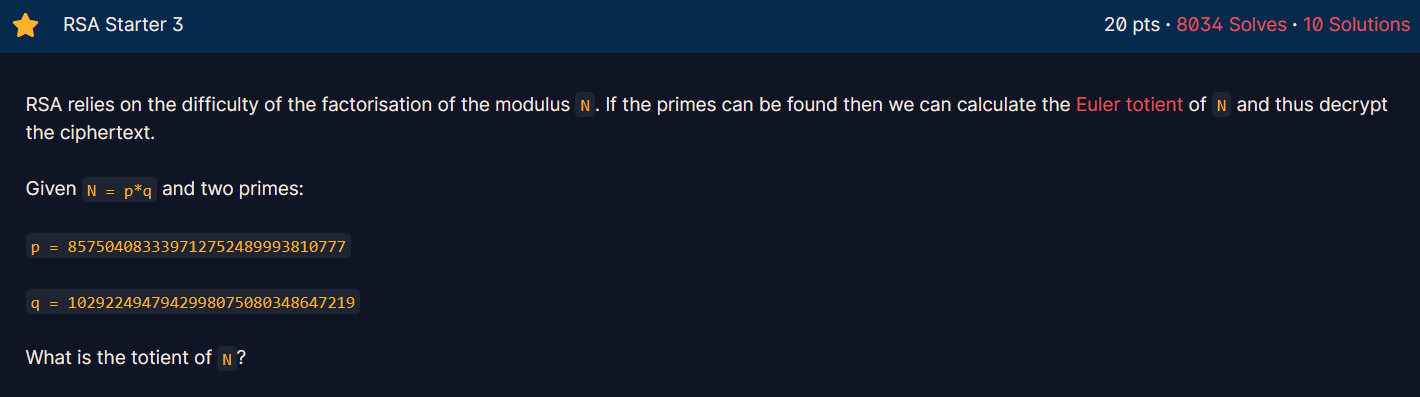 RSA Starter 3
20 pts · 8034 Solves · 10 Solutions
RSA relies on the difficulty of the factorisation of the modulus N. If the primes can be found then we can calculate the Euler totient of N and thus decrypt
the ciphertext.
Given N = p*q and two primes:
p = 857504083339712752489993810777
q = 1029224947942998075080348647219
What is the totient of N?